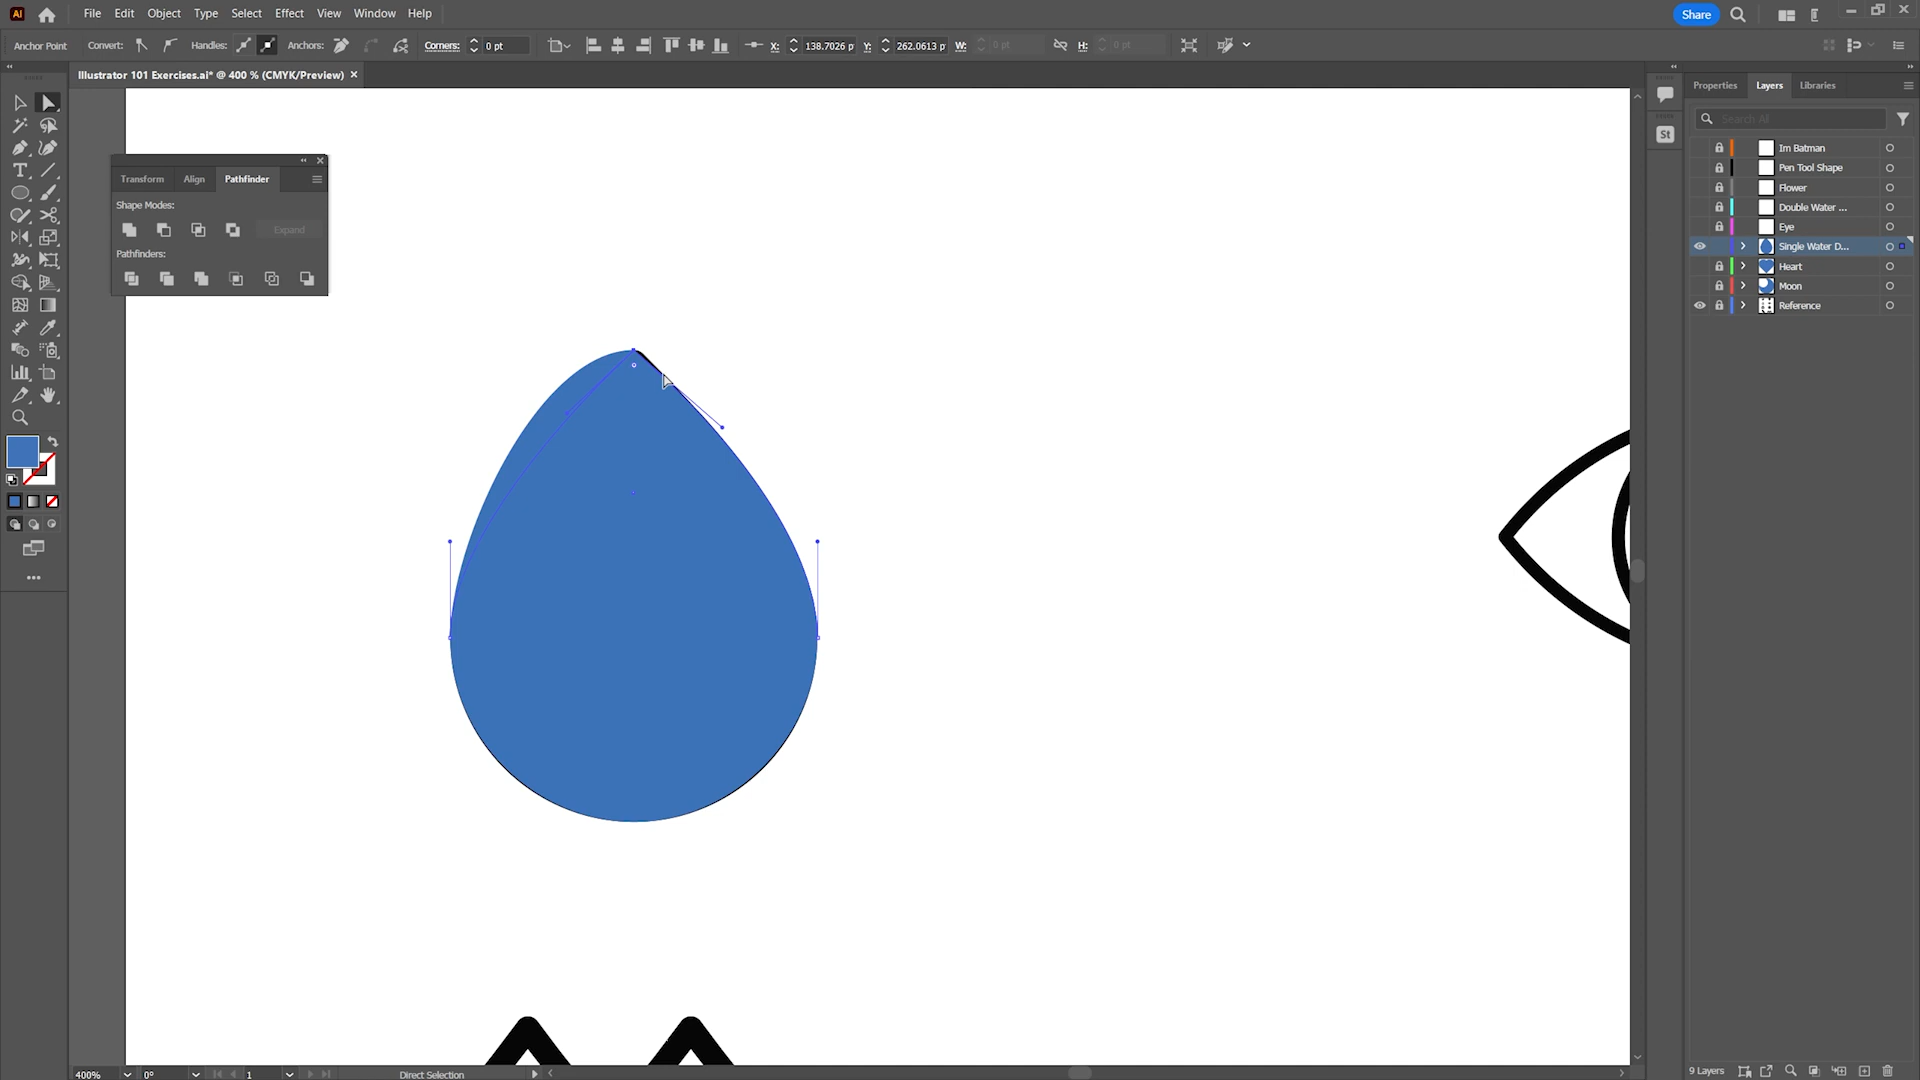 Ai File Edit Object Type Select Effect View Window Help Share
Anchor Point Convert: Handles: Anchors: Corners: 0 pt X: 138.7026 p Y: 262.0613 p W: 0 pt H: 0 pt
Illustrator 101 Exercises.ai* @ 400 % (CMYK/Preview) ×
Properties Layers Libraries
Search All
St
Im Batman
Pen Tool Shape
Flower
Double Water ...
Eye
Single Water D...
Heart
Moon
Reference
Transform Align Pathfinder
Shape Modes:
Expand
Pathfinders:
400% 0° 1 Direct Selection
9 Layers